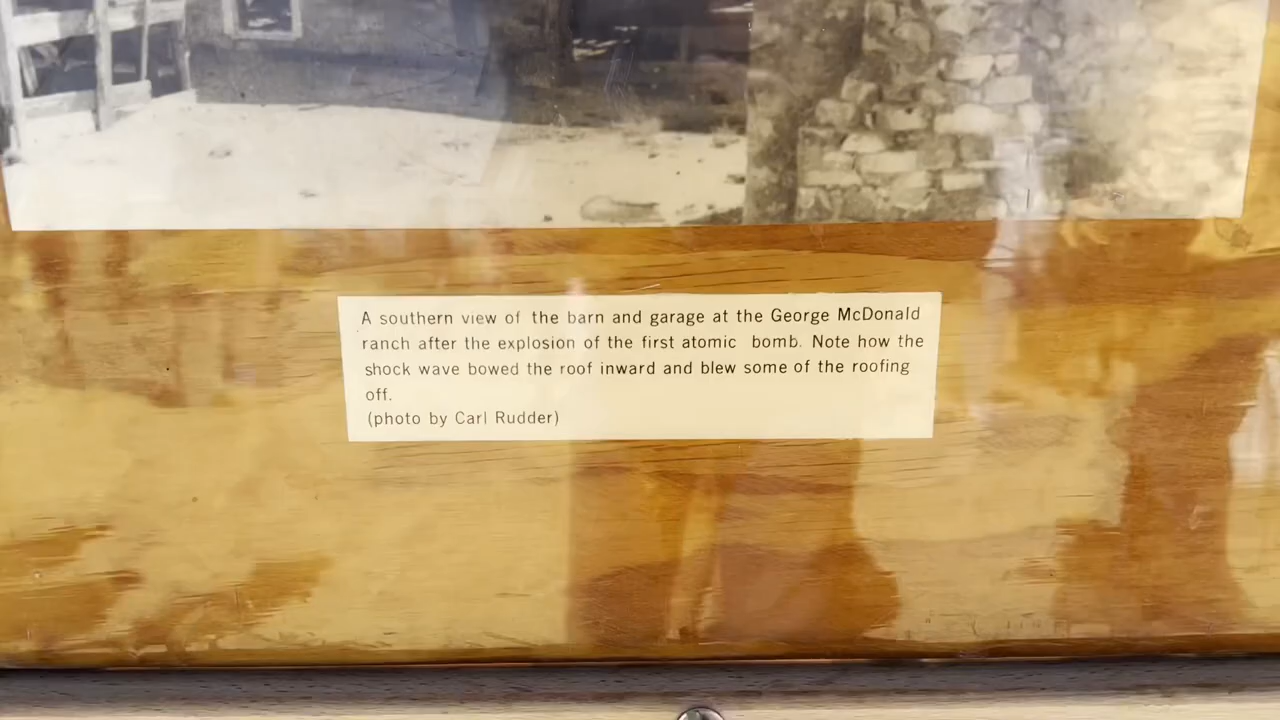 A southern view of the barn and garage at the George McDonald
ranch after the explosion of the first atomic bomb. Note how the
shock wave bowed the roof inward and blew some of the roofing
off.
(photo by Carl Rudder)